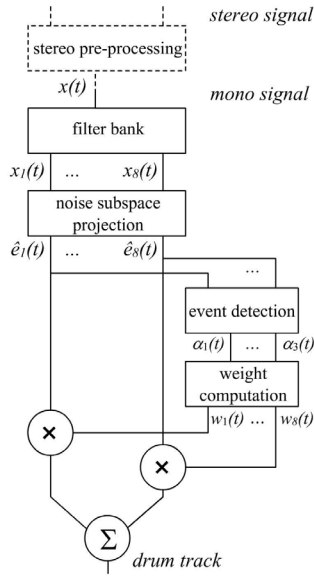 stereo signal
stereo pre-processing
x(t)
mono signal
filter bank
x₁(t) ... x₈(t)
noise subspace
projection
ê₁(t) ... ê₈(t)
...
event detection
α₁(t) ... α₃(t)
weight
computation
w₁(t) ... w₈(t)
×
×
Σ
drum track